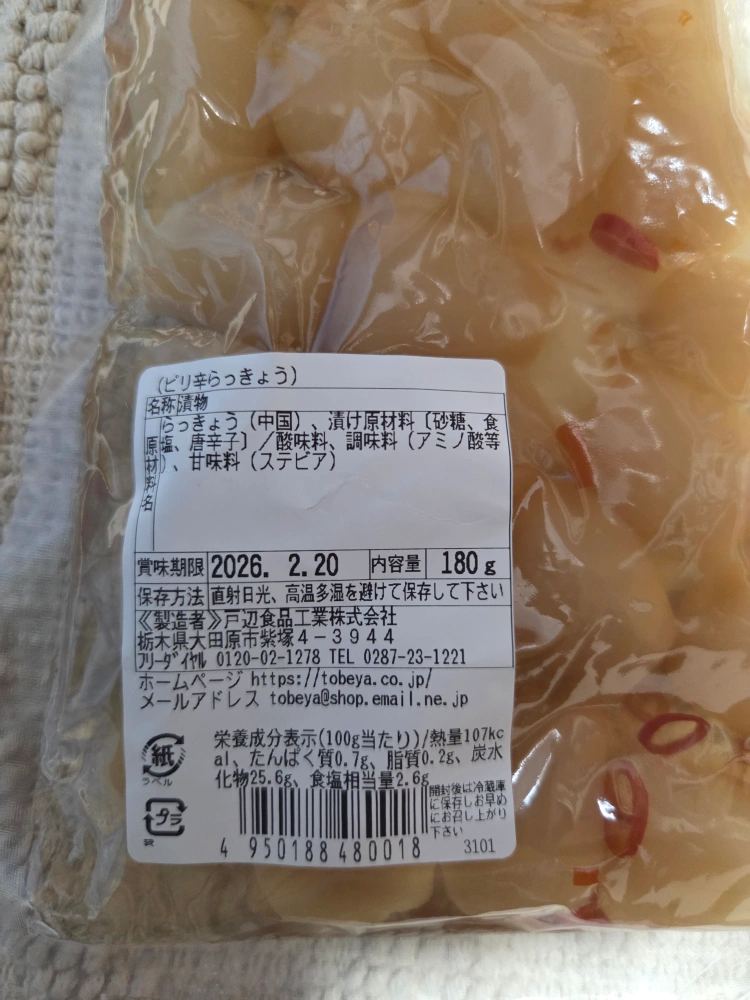 (ピリ辛らっきょう)
名称 漬物
原材料名 らっきょう（中国）、漬け原材料〔砂糖、食
塩、唐辛子〕／酸味料、調味料（アミノ酸等
）、甘味料（ステビア）
賞味期限 2026. 2.20 内容量 180g
保存方法 直射日光、高温多湿を避けて保存して下さい
《製造者》戸辺食品工業株式会社
栃木県大田原市紫塚4-3944
フリーダイヤル 0120-02-1278 TEL 0287-23-1221
ホームページ https://tobeya.co.jp/
メールアドレス tobeya@shop.email.ne.jp
栄養成分表示(100g当たり)/熱量107kc
al、たんぱく質0.7g、脂質0.2g、炭水
化物25.6g、食塩相当量2.6g
紙
ラベル
プラ
袋
開封後は冷蔵庫
に保存しお早め
にお召し上がり
下さい
4 950188 480018
3101